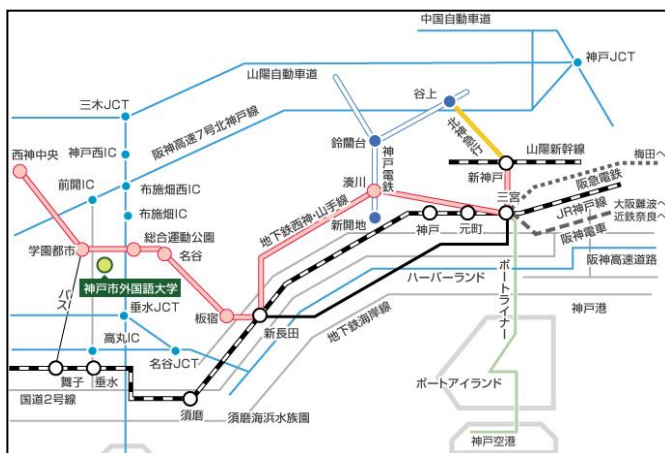 中国自動車道
神戸JCT
山陽自動車道
谷上
三木JCT
阪神高速7号北神戸線
北神急行
鈴蘭台
神戸電鉄
山陽新幹線
西神中央
神戸西IC
梅田へ
新神戸
阪急電鉄
前開IC
布施畑西IC
湊川
三宮
JR神戸線
大阪難波へ
近鉄奈良へ
布施畑IC
地下鉄西神・山手線
新開地
神戸
元町
阪神電車
学園都市
総合運動公園
名谷
ハーバーランド
阪神高速道路
神戸市外国語大学
バス
ポートライナー
垂水JCT
板宿
新長田
地下鉄海岸線
神戸港
高丸IC
名谷JCT
舞子
垂水
ポートアイランド
国道2号線
須磨
須磨海浜水族園
神戸空港